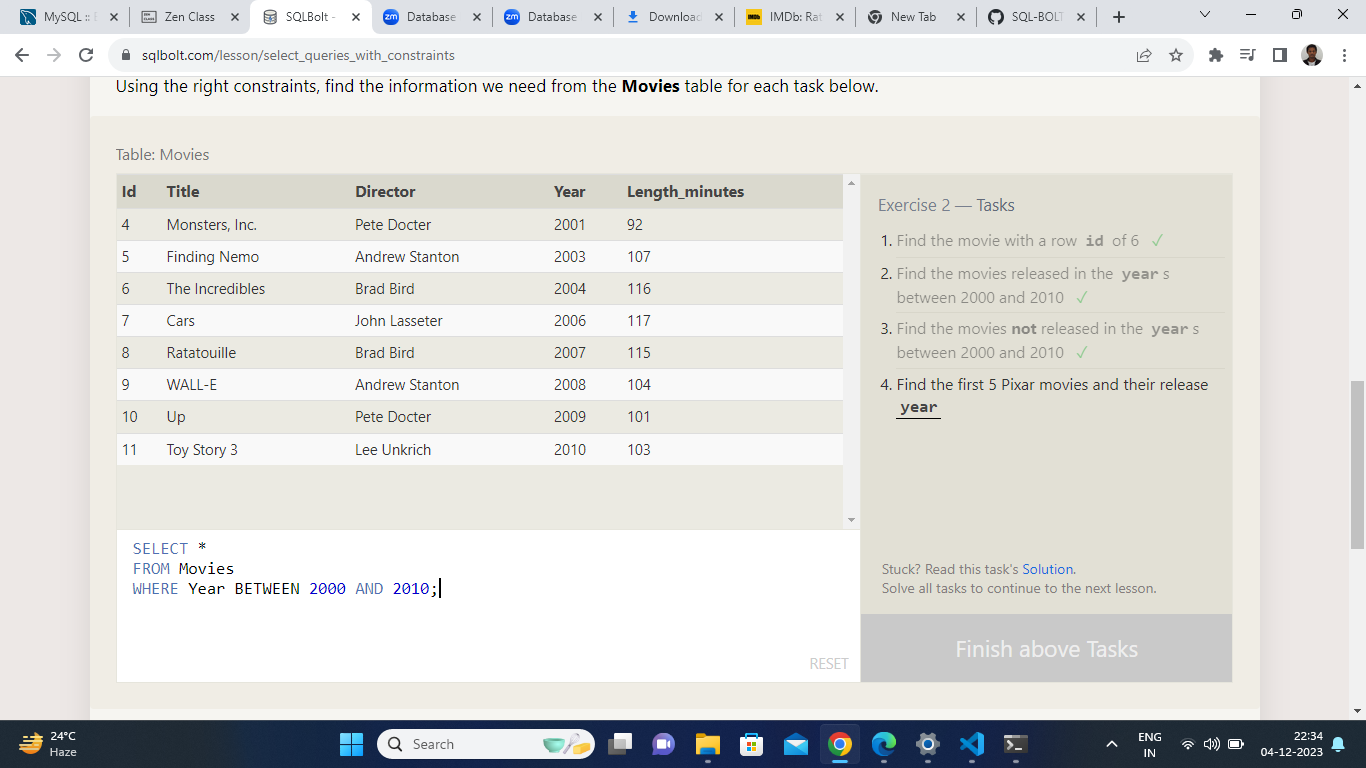 MySQL :: E
Zen Class
SQLBolt -
Database
Database
Download
IMDb: Rat
New Tab
SQL-BOLT
sqlbolt.com/lesson/select_queries_with_constraints
Using the right constraints, find the information we need from the Movies table for each task below.
Table: Movies
Id Title Director Year Length_minutes
4 Monsters, Inc. Pete Docter 2001 92
5 Finding Nemo Andrew Stanton 2003 107
6 The Incredibles Brad Bird 2004 116
7 Cars John Lasseter 2006 117
8 Ratatouille Brad Bird 2007 115
9 WALL-E Andrew Stanton 2008 104
10 Up Pete Docter 2009 101
11 Toy Story 3 Lee Unkrich 2010 103
SELECT *
FROM Movies
WHERE Year BETWEEN 2000 AND 2010;
RESET
Exercise 2 — Tasks
1. Find the movie with a row id of 6 ✓
2. Find the movies released in the year s
between 2000 and 2010 ✓
3. Find the movies not released in the year s
between 2000 and 2010 ✓
4. Find the first 5 Pixar movies and their release
year
Stuck? Read this task's Solution.
Solve all tasks to continue to the next lesson.
Finish above Tasks
24°C
Haze
Search
ENG
IN
22:34
04-12-2023